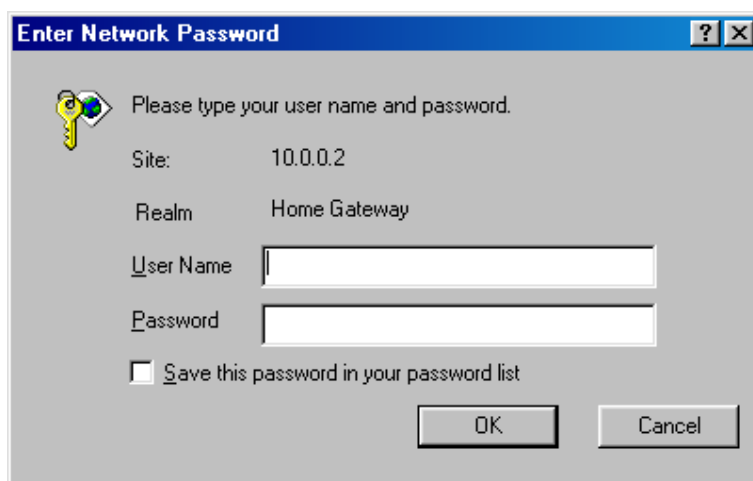 Enter Network Password
Please type your user name and password.
Site: 10.0.0.2
Realm Home Gateway
User Name
Password
Save this password in your password list
OK Cancel